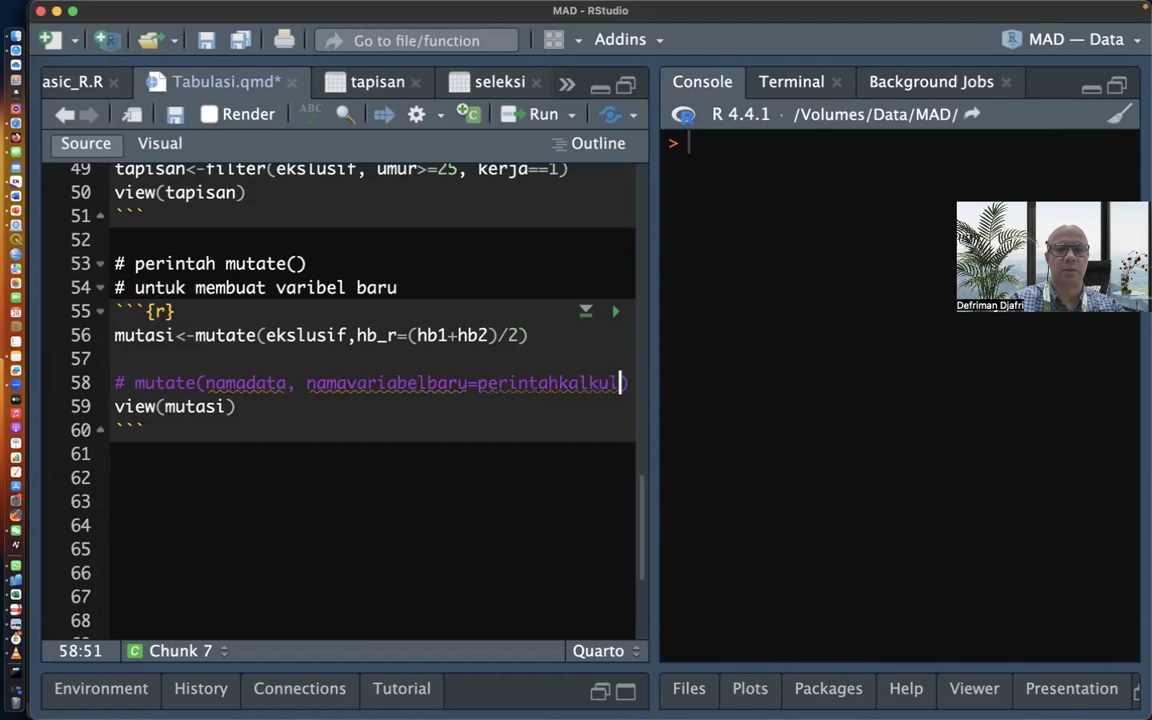 MAD - RStudio
Go to file/function
Addins
MAD — Data
asic_R.R
Tabulasi.qmd*
tapisan
seleksi
Console
Terminal
Background Jobs
Render
ABC
Run
R 4.4.1 · /Volumes/Data/MAD/
Source
Visual
Outline
>
49 tapisan<-filter(ekslusif, umur>=25, kerja==1)
50 view(tapisan)
51 ```
52
53 # perintah mutate()
54 # untuk membuat varibel baru
55 ```{r}
56 mutasi<-mutate(ekslusif,hb_r=(hb1+hb2)/2)
57
58 # mutate(namadata, namavariabelbaru=perintahkalkul)
59 view(mutasi)
60 ```
61
62
63
64
65
66
67
68
Defriman Djafri
58:51
C Chunk 7
Quarto
Environment
History
Connections
Tutorial
Files
Plots
Packages
Help
Viewer
Presentation